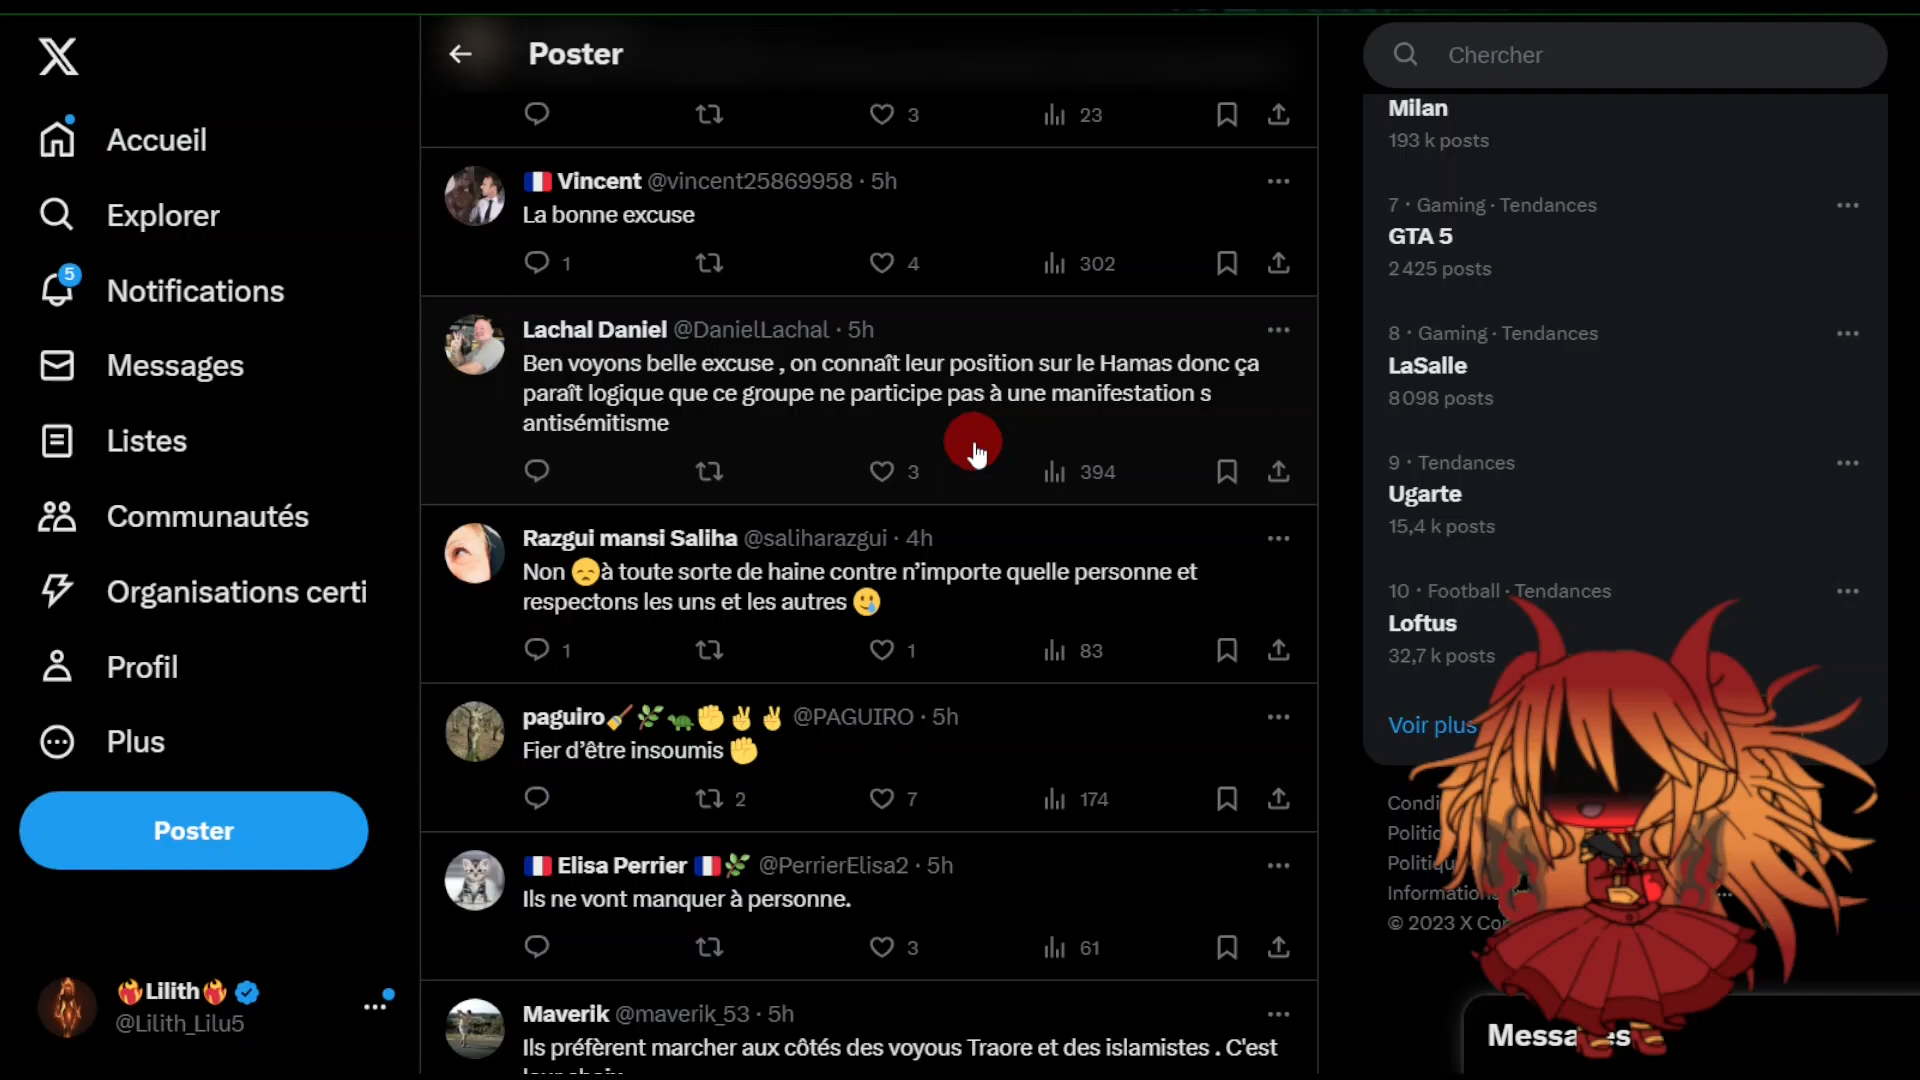 Poster
Chercher
Accueil
Explorer
5
Notifications
Messages
Listes
Communautés
Organisations certi
Profil
Plus
Poster
🔥Lilith🔥
@Lilith_Lilu5
3
23
🇫🇷 Vincent @vincent25869958 · 5h
La bonne excuse
1
4
302
Lachal Daniel @DanielLachal · 5h
Ben voyons belle excuse , on connaît leur position sur le Hamas donc ça
paraît logique que ce groupe ne participe pas à une manifestation s
antisémitisme
3
394
Razgui mansi Saliha @saliharazgui · 4h
Non 😞à toute sorte de haine contre n’importe quelle personne et
respectons les uns et les autres 🥲
1
1
83
paguiro🖌️🌿🐢✊✌️✌️ @PAGUIRO · 5h
Fier d’être insoumis ✊
2
7
174
🇫🇷 Elisa Perrier 🇫🇷🌿 @PerrierElisa2 · 5h
Ils ne vont manquer à personne.
3
61
Maverik @maverik_53 · 5h
Ils préfèrent marcher aux côtés des voyous Traore et des islamistes . C'est
Milan
193 k posts
7 · Gaming · Tendances
GTA 5
2 425 posts
8 · Gaming · Tendances
LaSalle
8 098 posts
9 · Tendances
Ugarte
15,4 k posts
10 · Football · Tendances
Loftus
32,7 k posts
Voir plus
Condi
Politic
Politiqu
Information
© 2023 X Cor
Messages